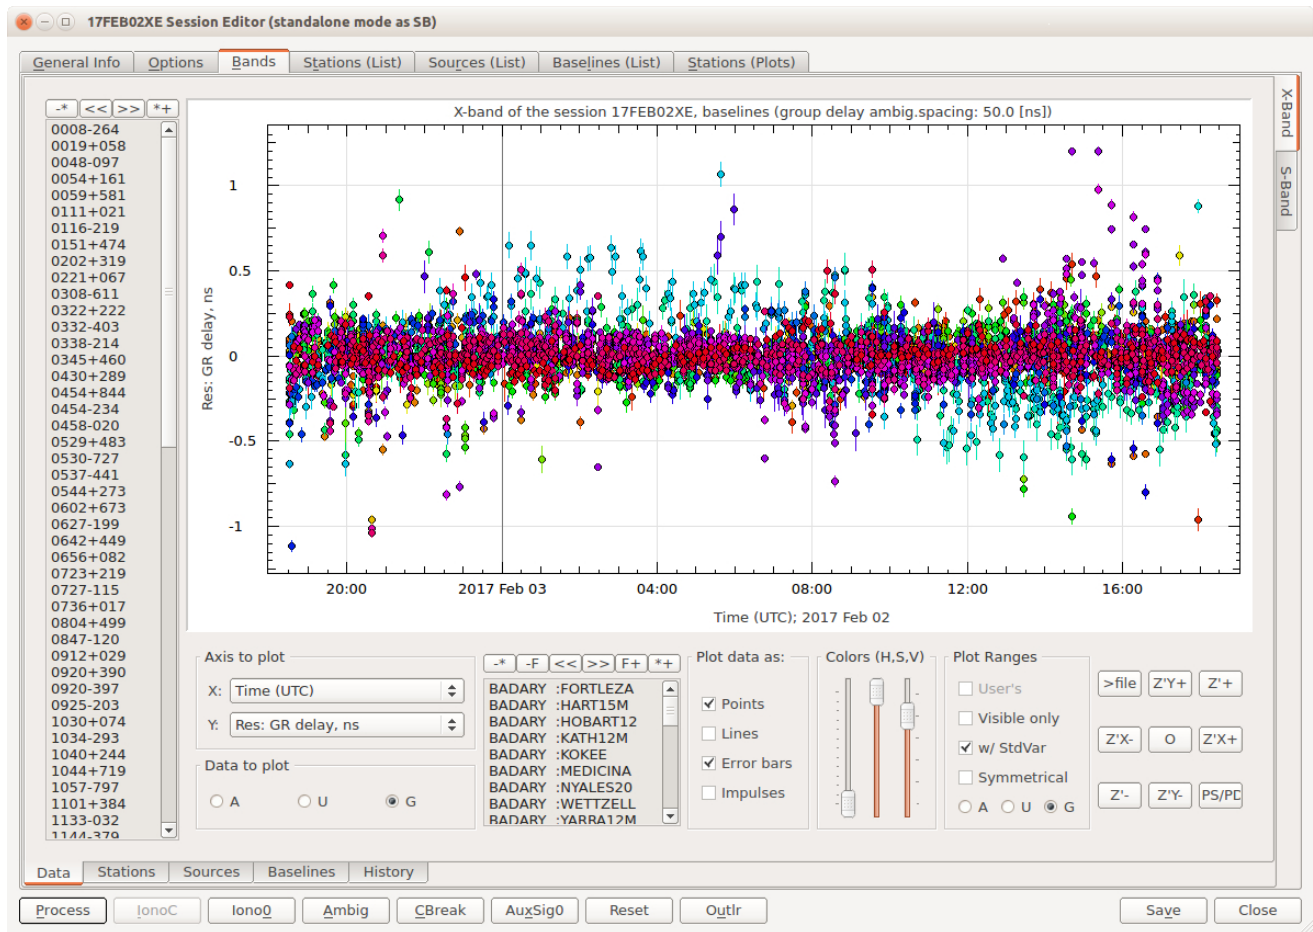 17FEB02XE Session Editor (standalone mode as SB)
General Info Options Bands Stations (List) Sources (List) Baselines (List) Stations (Plots)
-* << >> *+
0008-264
0019+058
0048-097
0054+161
0059+581
0111+021
0116-219
0151+474
0202+319
0221+067
0308-611
0322+222
0332-403
0338-214
0345+460
0430+289
0454+844
0454-234
0458-020
0529+483
0530-727
0537-441
0544+273
0602+673
0627-199
0642+449
0656+082
0723+219
0727-115
0736+017
0804+499
0847-120
0912+029
0920+390
0920-397
0925-203
1030+074
1034-293
1040+244
1044+719
1057-797
1101+384
1133-032
1144-379
X-band of the session 17FEB02XE, baselines (group delay ambig.spacing: 50.0 [ns])
Res: GR delay, ns
1
0.5
0
-0.5
-1
20:00 2017 Feb 03 04:00 08:00 12:00 16:00
Time (UTC); 2017 Feb 02
X-Band
S-Band
Axis to plot
X: Time (UTC)
Y: Res: GR delay, ns
Data to plot
A U G
-* -F << >> F+ *+
BADARY :FORTLEZA
BADARY :HART15M
BADARY :HOBART12
BADARY :KATH12M
BADARY :KOKEE
BADARY :MEDICINA
BADARY :NYALES20
BADARY :WETTZELL
BADARY :YARRA12M
Plot data as:
Points
Lines
Error bars
Impulses
Colors (H,S,V)
Plot Ranges
User's
Visible only
w/ StdVar
Symmetrical
A U G
>file Z'Y+ Z'+
Z'X- O Z'X+
Z'- Z'Y- PS/PD
Data Stations Sources Baselines History
Process IonoC Iono0 Ambig CBreak AuxSig0 Reset Outlr Save Close